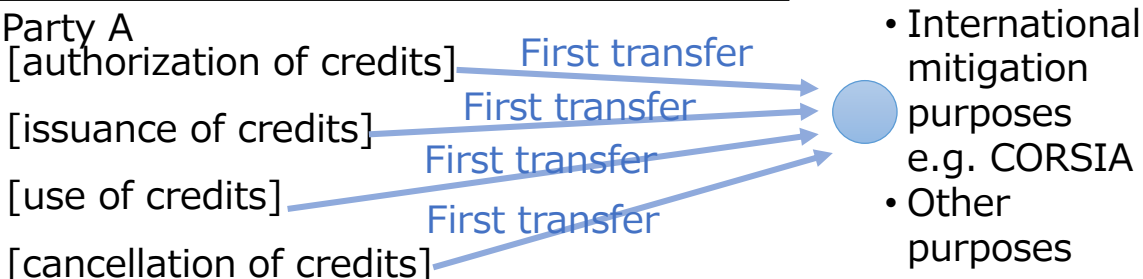 Party A
[authorization of credits]
First transfer
[issuance of credits]
First transfer
[use of credits]
First transfer
[cancellation of credits]
First transfer
• International
mitigation
purposes
e.g. CORSIA
• Other
purposes